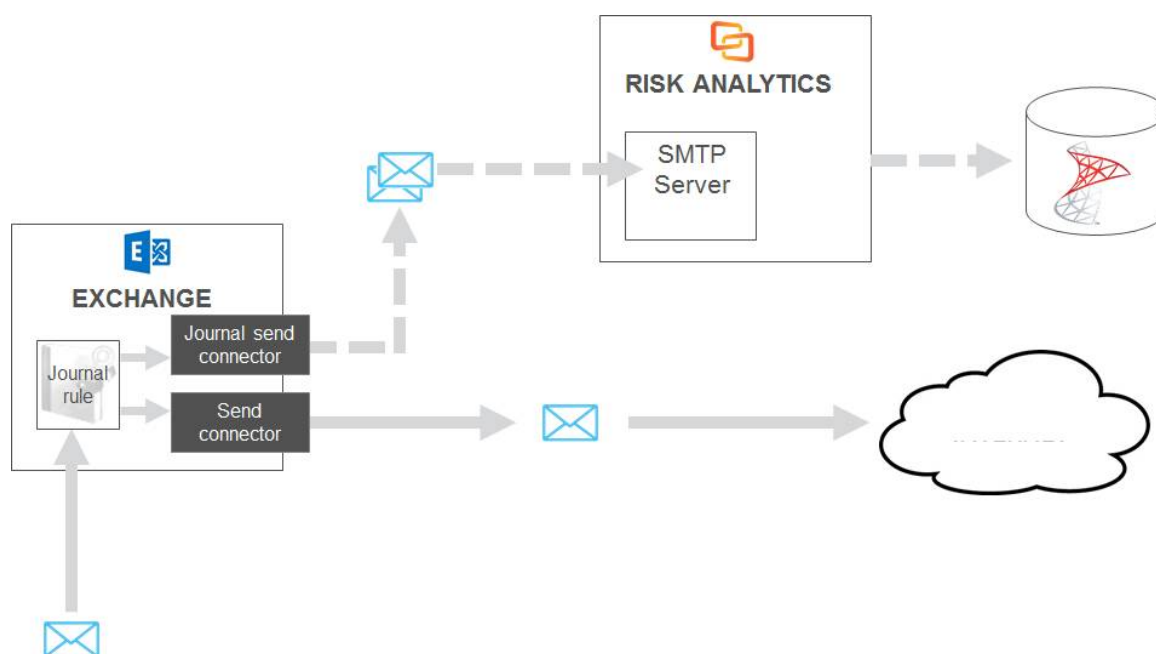 RISK ANALYTICS
SMTP
Server
E
EXCHANGE
Journal send
connector
Journal
rule
Send
connector